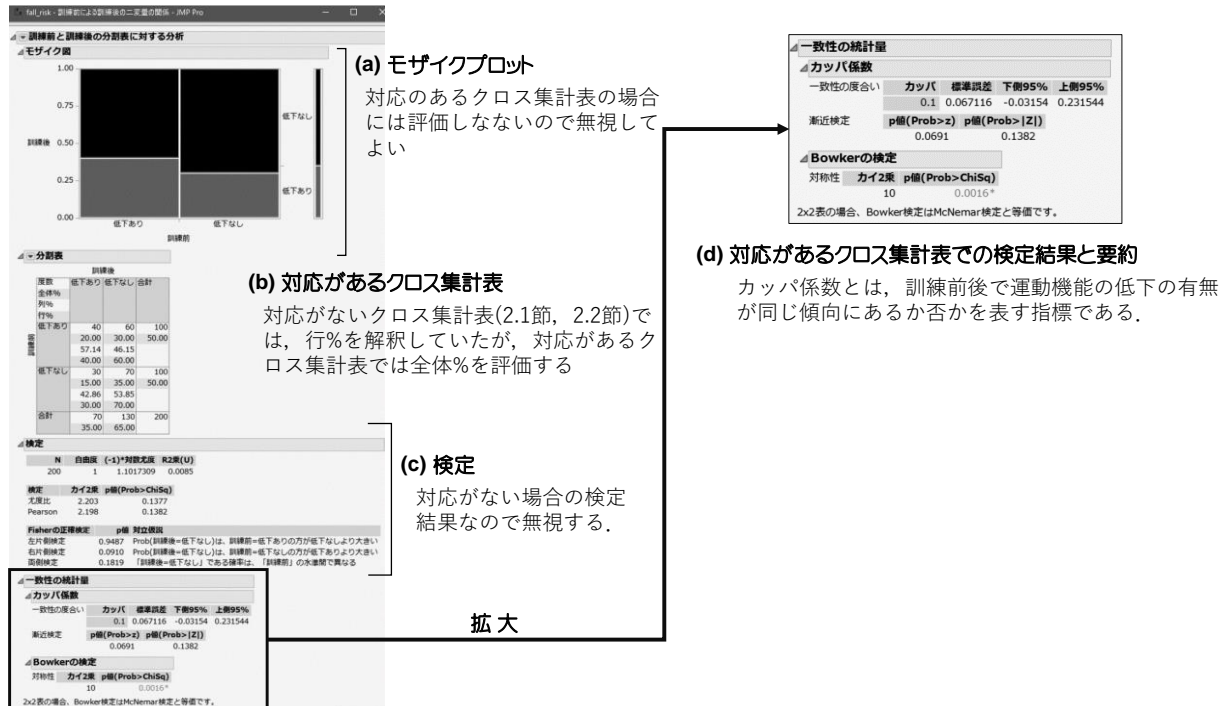 fall_risk - 訓練前による訓練後の二変量の関係 - JMP Pro
訓練前と訓練後の分割表に対する分析
モザイク図
1.00
0.75
訓練後 0.50
0.25
0.00
低下なし
低下あり
低下あり 低下なし
訓練前
(a) モザイクプロット
対応のあるクロス集計表の場合
には評価しなないので無視して
よい
分割表
訓練後
度数 低下あり 低下なし 合計
全体%
列%
行%
訓練前
低下あり 40 60 100
20.00 30.00 50.00
57.14 46.15
40.00 60.00
低下なし 30 70 100
15.00 35.00 50.00
42.86 53.85
30.00 70.00
合計 70 130 200
35.00 65.00
(b) 対応があるクロス集計表
対応がないクロス集計表(2.1節，2.2節)で
は，行%を解釈していたが，対応があるク
ロス集計表では全体%を評価する
検定
N 自由度 (-1)*対数尤度 R2乗(U)
200 1 1.1017309 0.0085
検定 カイ2乗 p値(Prob>ChiSq)
尤度比 2.203 0.1377
Pearson 2.198 0.1382
Fisherの正確検定 p値 対立仮説
左片側検定 0.9487 Prob(訓練後=低下なし)は、訓練前=低下ありの方が低下なしより大きい
右片側検定 0.0910 Prob(訓練後=低下なし)は、訓練前=低下なしの方が低下ありより大きい
両側検定 0.1819 「訓練後=低下なし」である確率は、「訓練前」の水準間で異なる
(c) 検定
対応がない場合の検定
結果なので無視する．
一致性の統計量
カッパ係数
一致性の度合い カッパ 標準誤差 下側95% 上側95%
0.1 0.067116 -0.03154 0.231544
漸近検定 p値(Prob>z) p値(Prob>|Z|)
0.0691 0.1382
Bowkerの検定
対称性 カイ2乗 p値(Prob>ChiSq)
10 0.0016*
2x2表の場合、Bowker検定はMcNemar検定と等価です。
拡大
一致性の統計量
カッパ係数
一致性の度合い カッパ 標準誤差 下側95% 上側95%
0.1 0.067116 -0.03154 0.231544
漸近検定 p値(Prob>z) p値(Prob>|Z|)
0.0691 0.1382
Bowkerの検定
対称性 カイ2乗 p値(Prob>ChiSq)
10 0.0016*
2x2表の場合、Bowker検定はMcNemar検定と等価です。
(d) 対応があるクロス集計表での検定結果と要約
カッパ係数とは，訓練前後で運動機能の低下の有無
が同じ傾向にあるか否かを表す指標である．